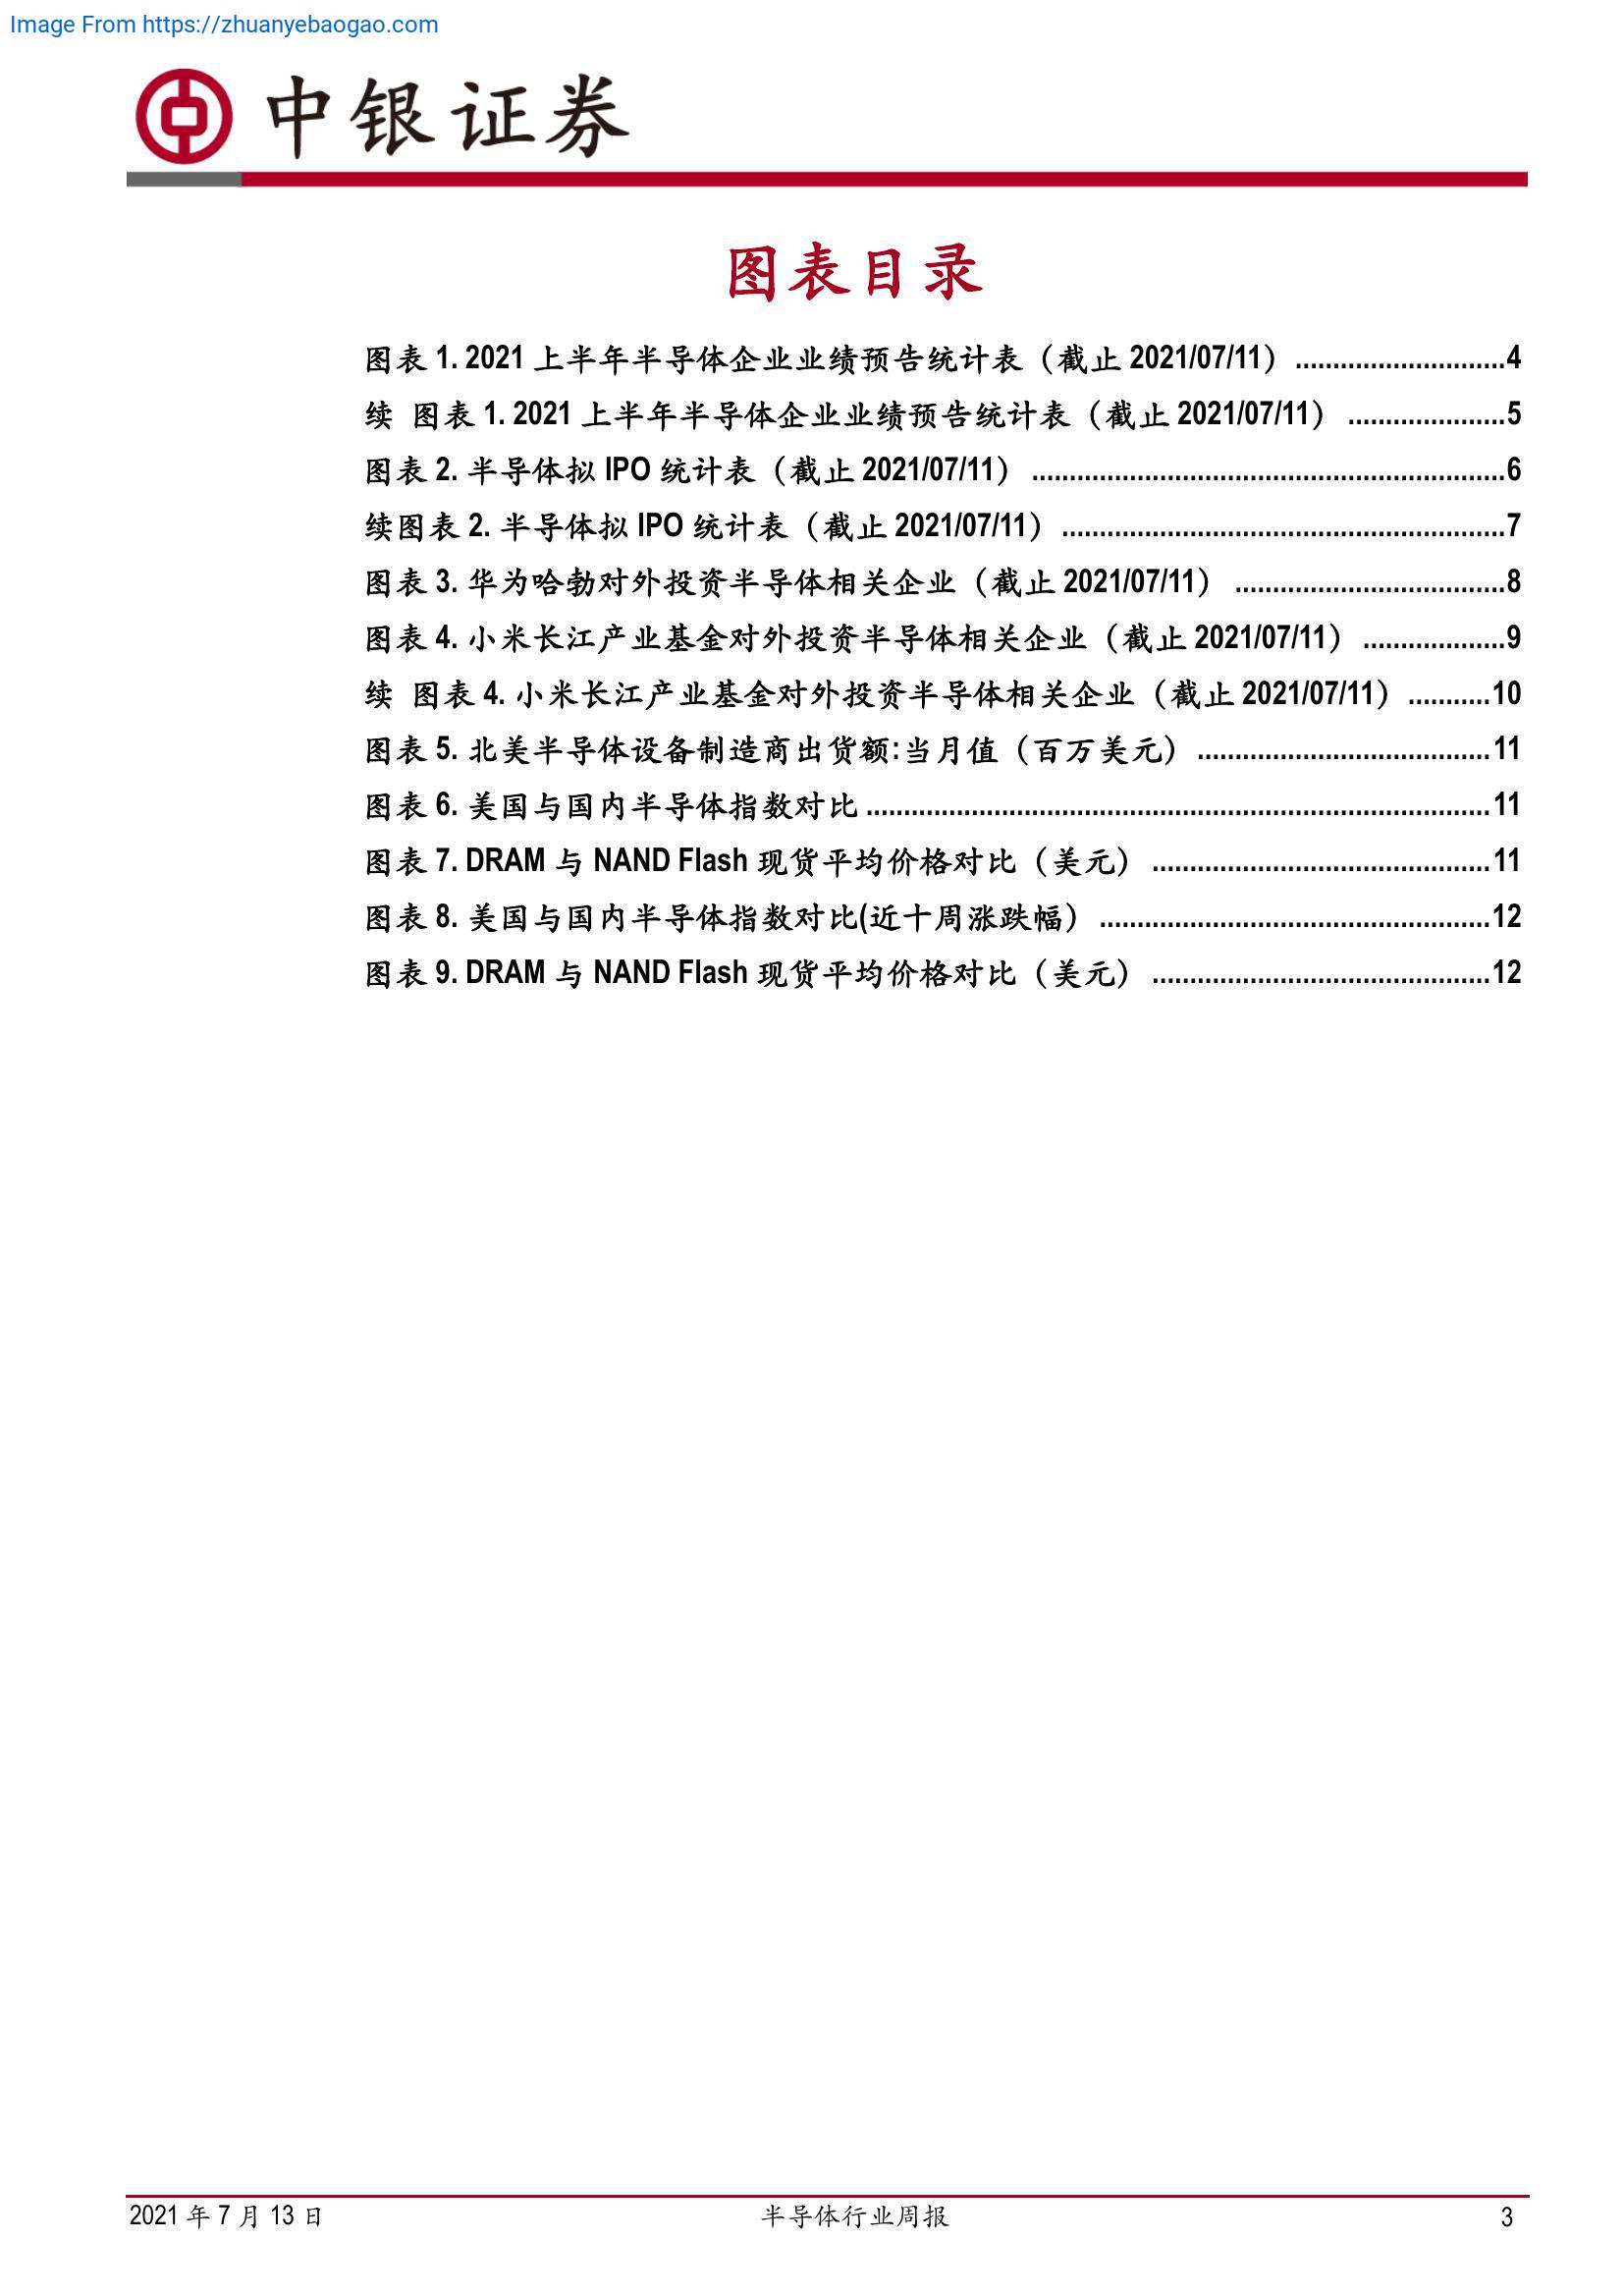 Image From https://zhuanyebaogao.com
中银证券
图表目录
图表 1. 2021 上半年半导体企业业绩预告统计表（截止 2021/07/11）............................4
续 图表 1. 2021 上半年半导体企业业绩预告统计表（截止 2021/07/11）.....................5
图表 2. 半导体拟 IPO 统计表（截止 2021/07/11）...............................................................6
续图表 2. 半导体拟 IPO 统计表（截止 2021/07/11）...........................................................7
图表 3. 华为哈勃对外投资半导体相关企业（截止 2021/07/11）....................................8
图表 4. 小米长江产业基金对外投资半导体相关企业（截止 2021/07/11）...................9
续 图表 4. 小米长江产业基金对外投资半导体相关企业（截止 2021/07/11）...........10
图表 5. 北美半导体设备制造商出货额:当月值（百万美元）.......................................11
图表 6. 美国与国内半导体指数对比...................................................................................11
图表 7. DRAM 与 NAND Flash 现货平均价格对比（美元）.............................................11
图表 8. 美国与国内半导体指数对比(近十周涨跌幅）....................................................12
图表 9. DRAM 与 NAND Flash 现货平均价格对比（美元）.............................................12
2021 年 7 月 13 日
半导体行业周报
3